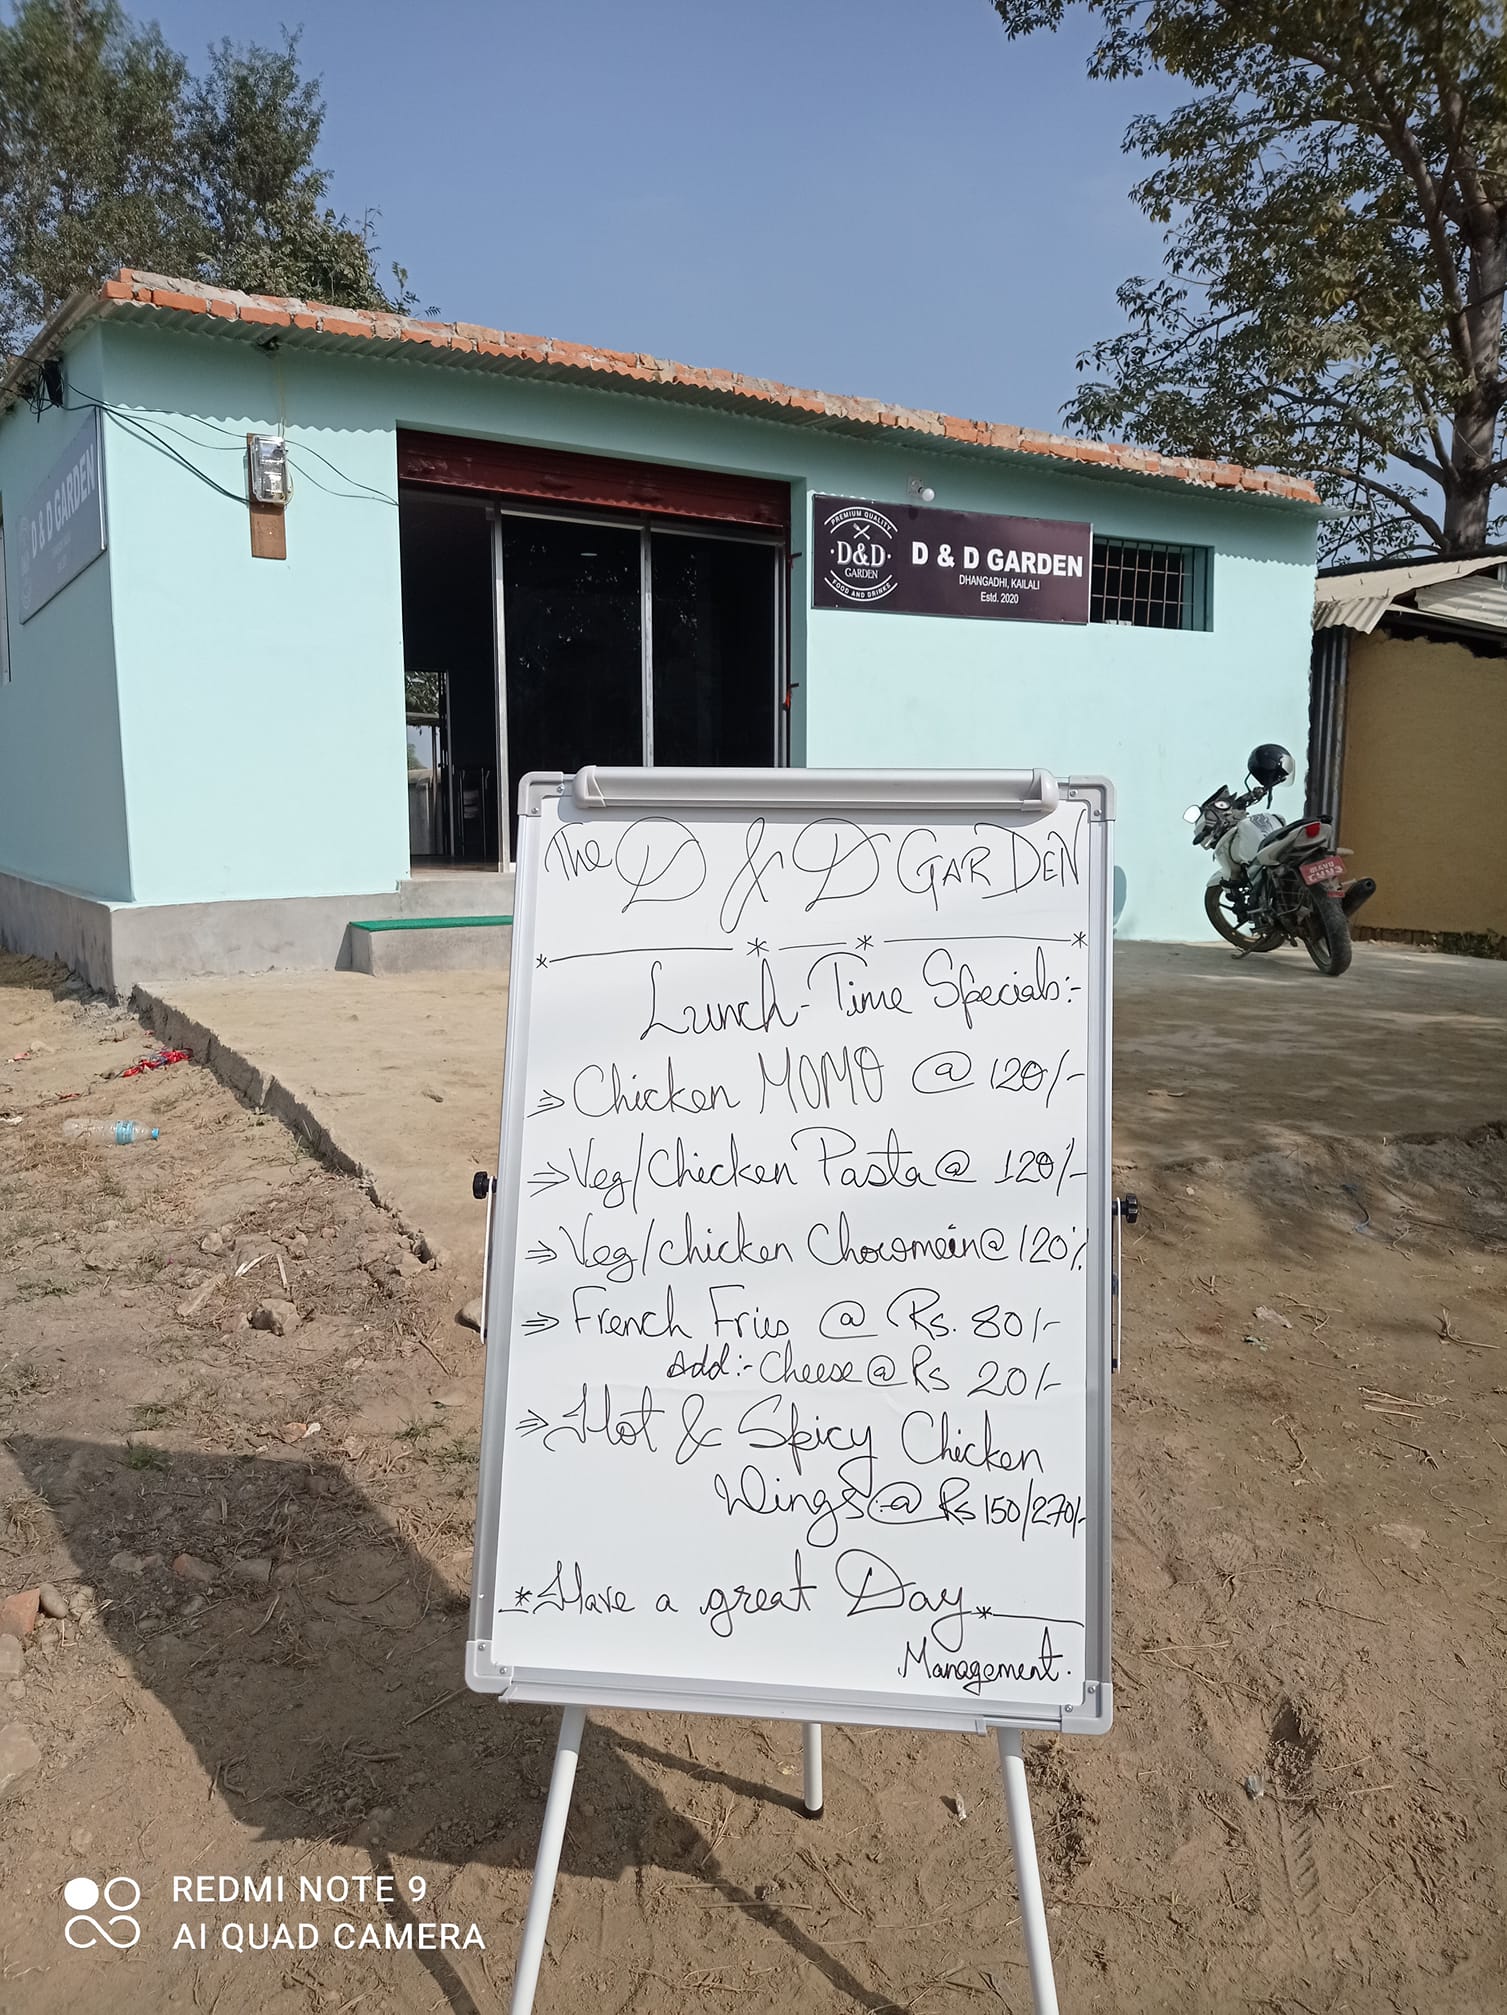 D & D GARDEN
PREMIUM QUALITY
D&D
GARDEN
FOOD AND DRINKS
D & D GARDEN
DHANGADHI, KAILALI
Estd. 2020
The D & D GARDEN
Lunch-Time Specials:-
⇒ Chicken MOMO @ 120/-
⇒ Veg/Chicken Pasta @ 120/-
⇒ Veg/chicken Chowmein @ 120/-
⇒ French Fries @ Rs. 80/-
Add:- Cheese @ Rs 20/-
⇒ Hot & Spicy Chicken
Wings @ Rs 150/270/-
*Have a great Day*
Management.
REDMI NOTE 9
AI QUAD CAMERA